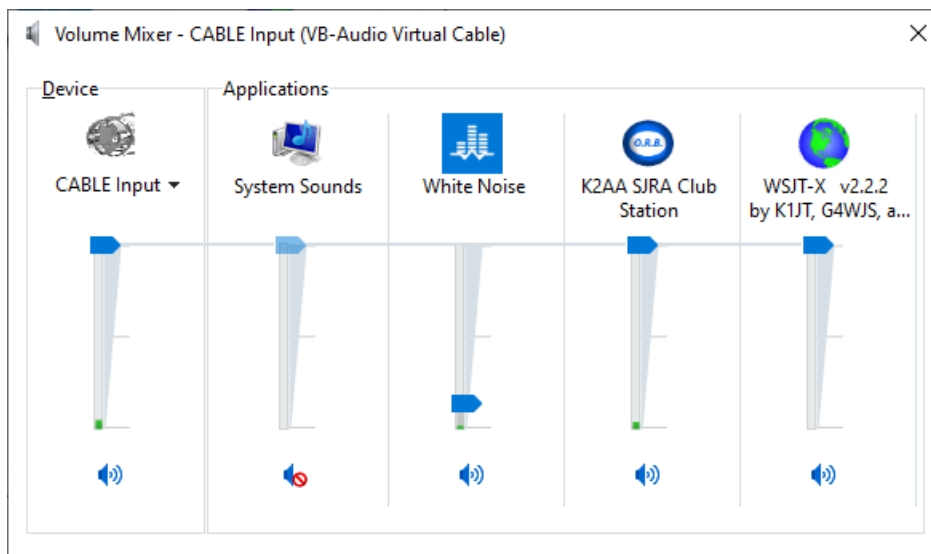 Volume Mixer - CABLE Input (VB-Audio Virtual Cable)
Device
Applications
CABLE Input
System Sounds
White Noise
O.R.B.
K2AA SJRA Club
Station
WSJT-X v2.2.2
by K1JT, G4WJS, a...